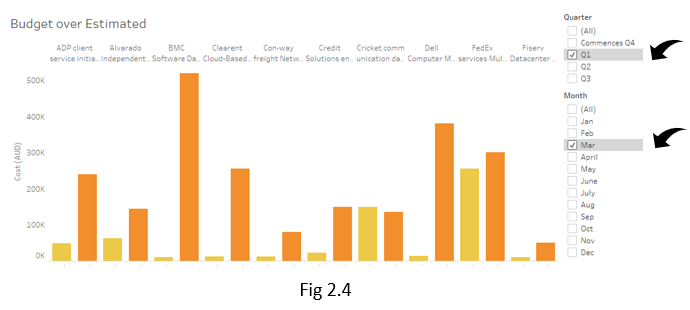 Budget over Estimated
ADP client Alvarado BMC Clearent Con-way Credit Cricket comm Dell FedEx Fiserv
service initia.. Independent.. Software Da.. Cloud-Based.. freight Netw.. Solutions en.. unication da.. Computer M.. services Mul.. Datacenter ..
500K
400K
300K
200K
100K
0K
Cost (AUD)
Quarter
(All)
Commences Q4
Q1
Q2
Q3
Month
(All)
Jan
Feb
Mar
April
May
June
July
Aug
Sep
Oct
Nov
Dec
Fig 2.4